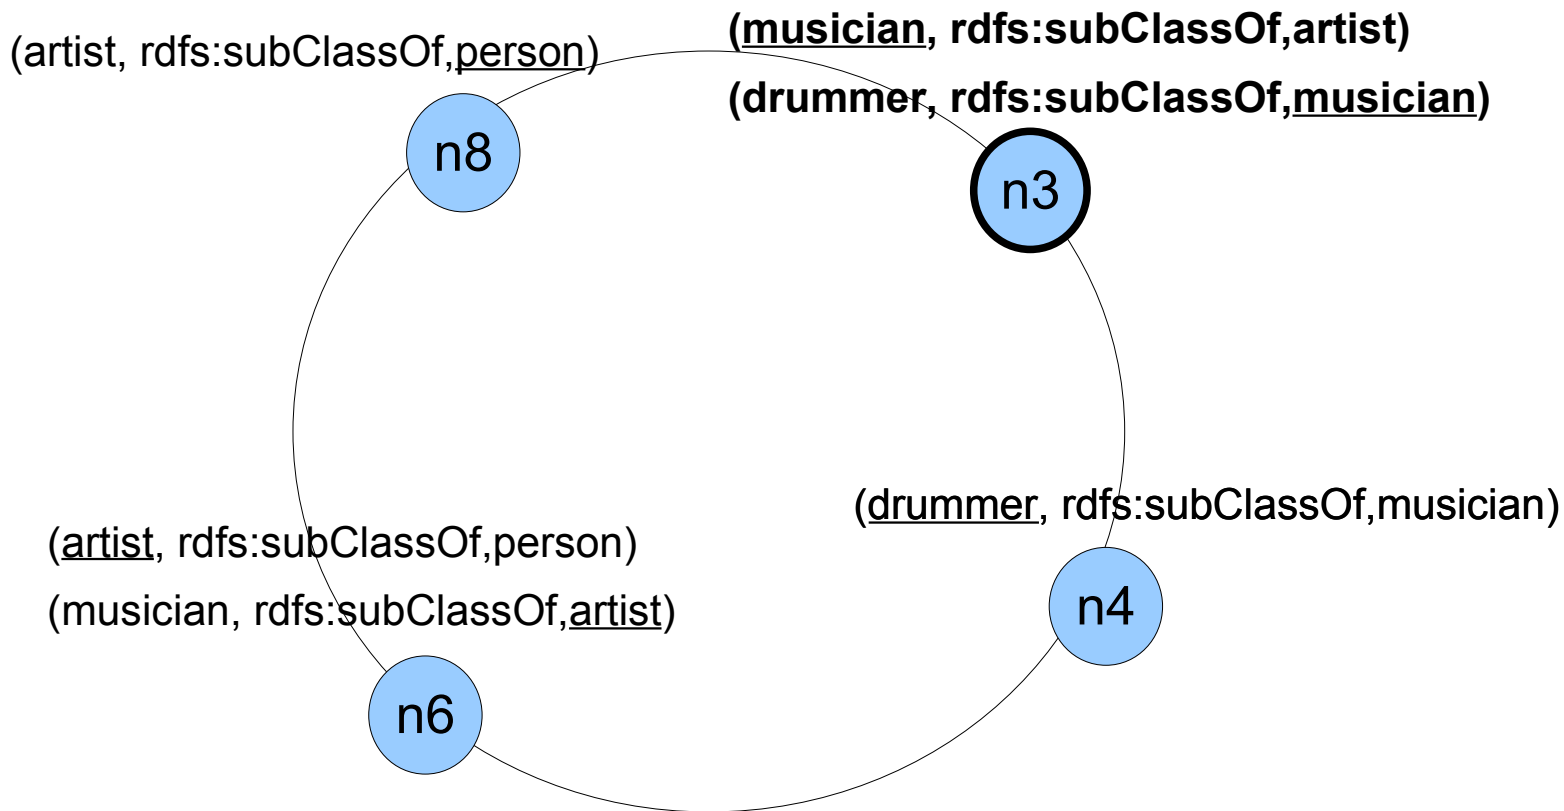 (artist, rdfs:subClassOf,person)
(musician, rdfs:subClassOf,artist)
(drummer, rdfs:subClassOf,musician)
n8
n3
(drummer, rdfs:subClassOf,musician)
(artist, rdfs:subClassOf,person)
(musician, rdfs:subClassOf,artist)
n4
n6